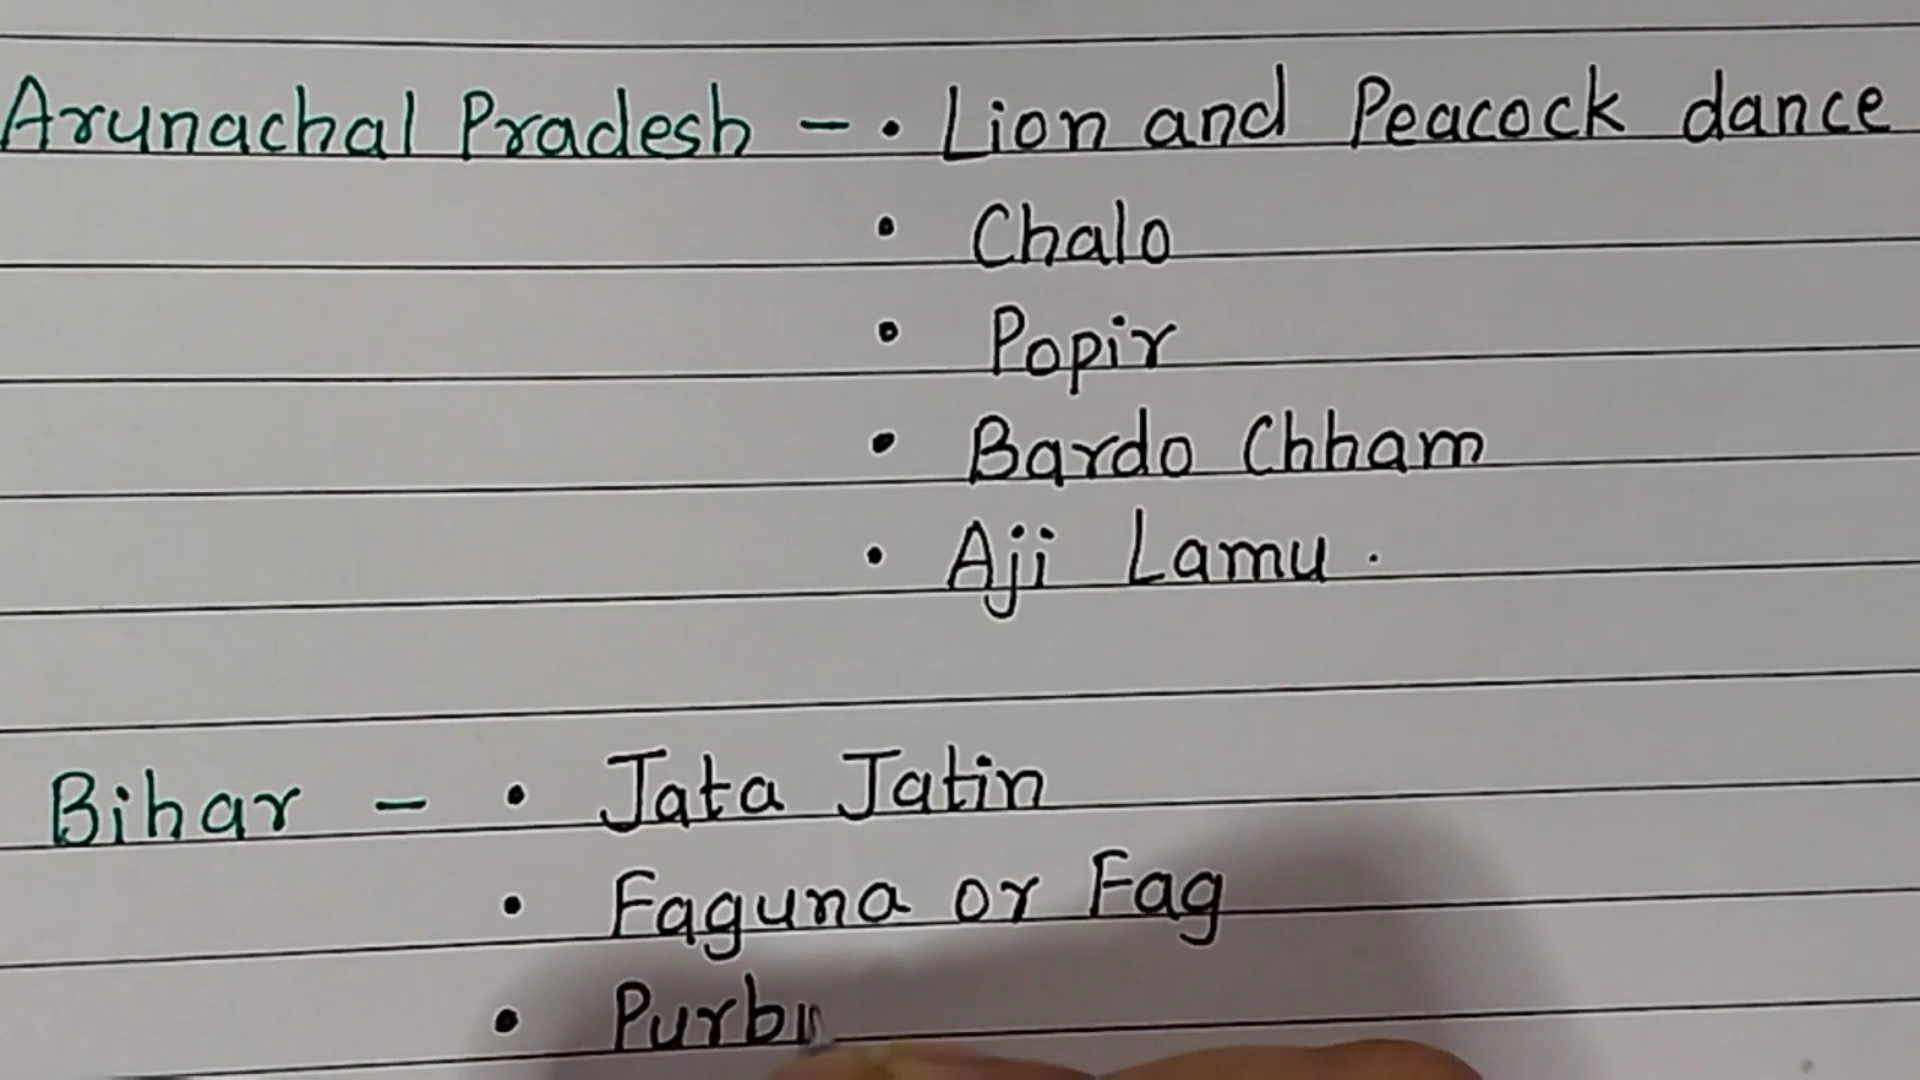 Arunachal Pradesh - • Lion and Peacock dance
• Chalo
• Popir
• Bardo Chham
• Aji Lamu.
Bihar - • Jata Jatin
• Faguna or Fag
•